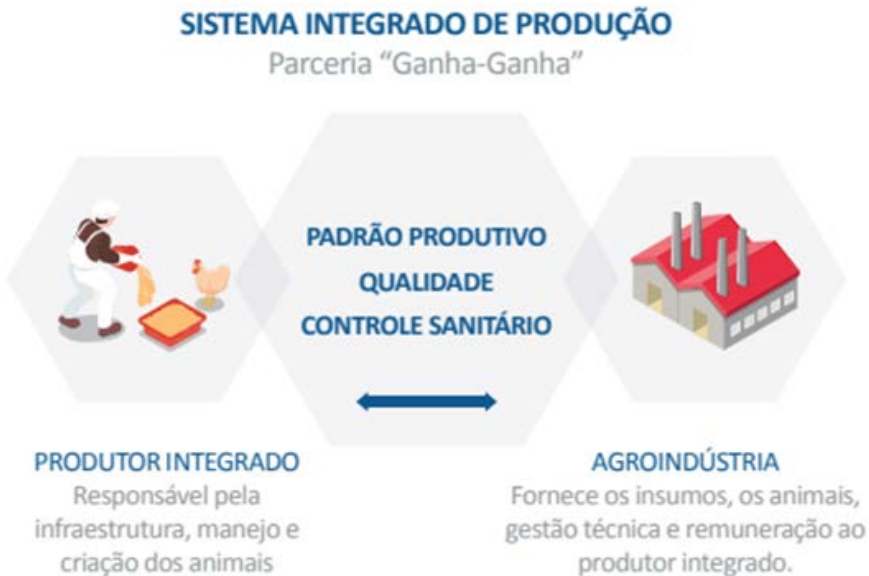 SISTEMA INTEGRADO DE PRODUÇÃO
Parceria “Ganha-Ganha”
PADRÃO PRODUTIVO
QUALIDADE
CONTROLE SANITÁRIO
PRODUTOR INTEGRADO
Responsável pela
infraestrutura, manejo e
criação dos animais
AGROINDÚSTRIA
Fornece os insumos, os animais,
gestão técnica e remuneração ao
produtor integrado.